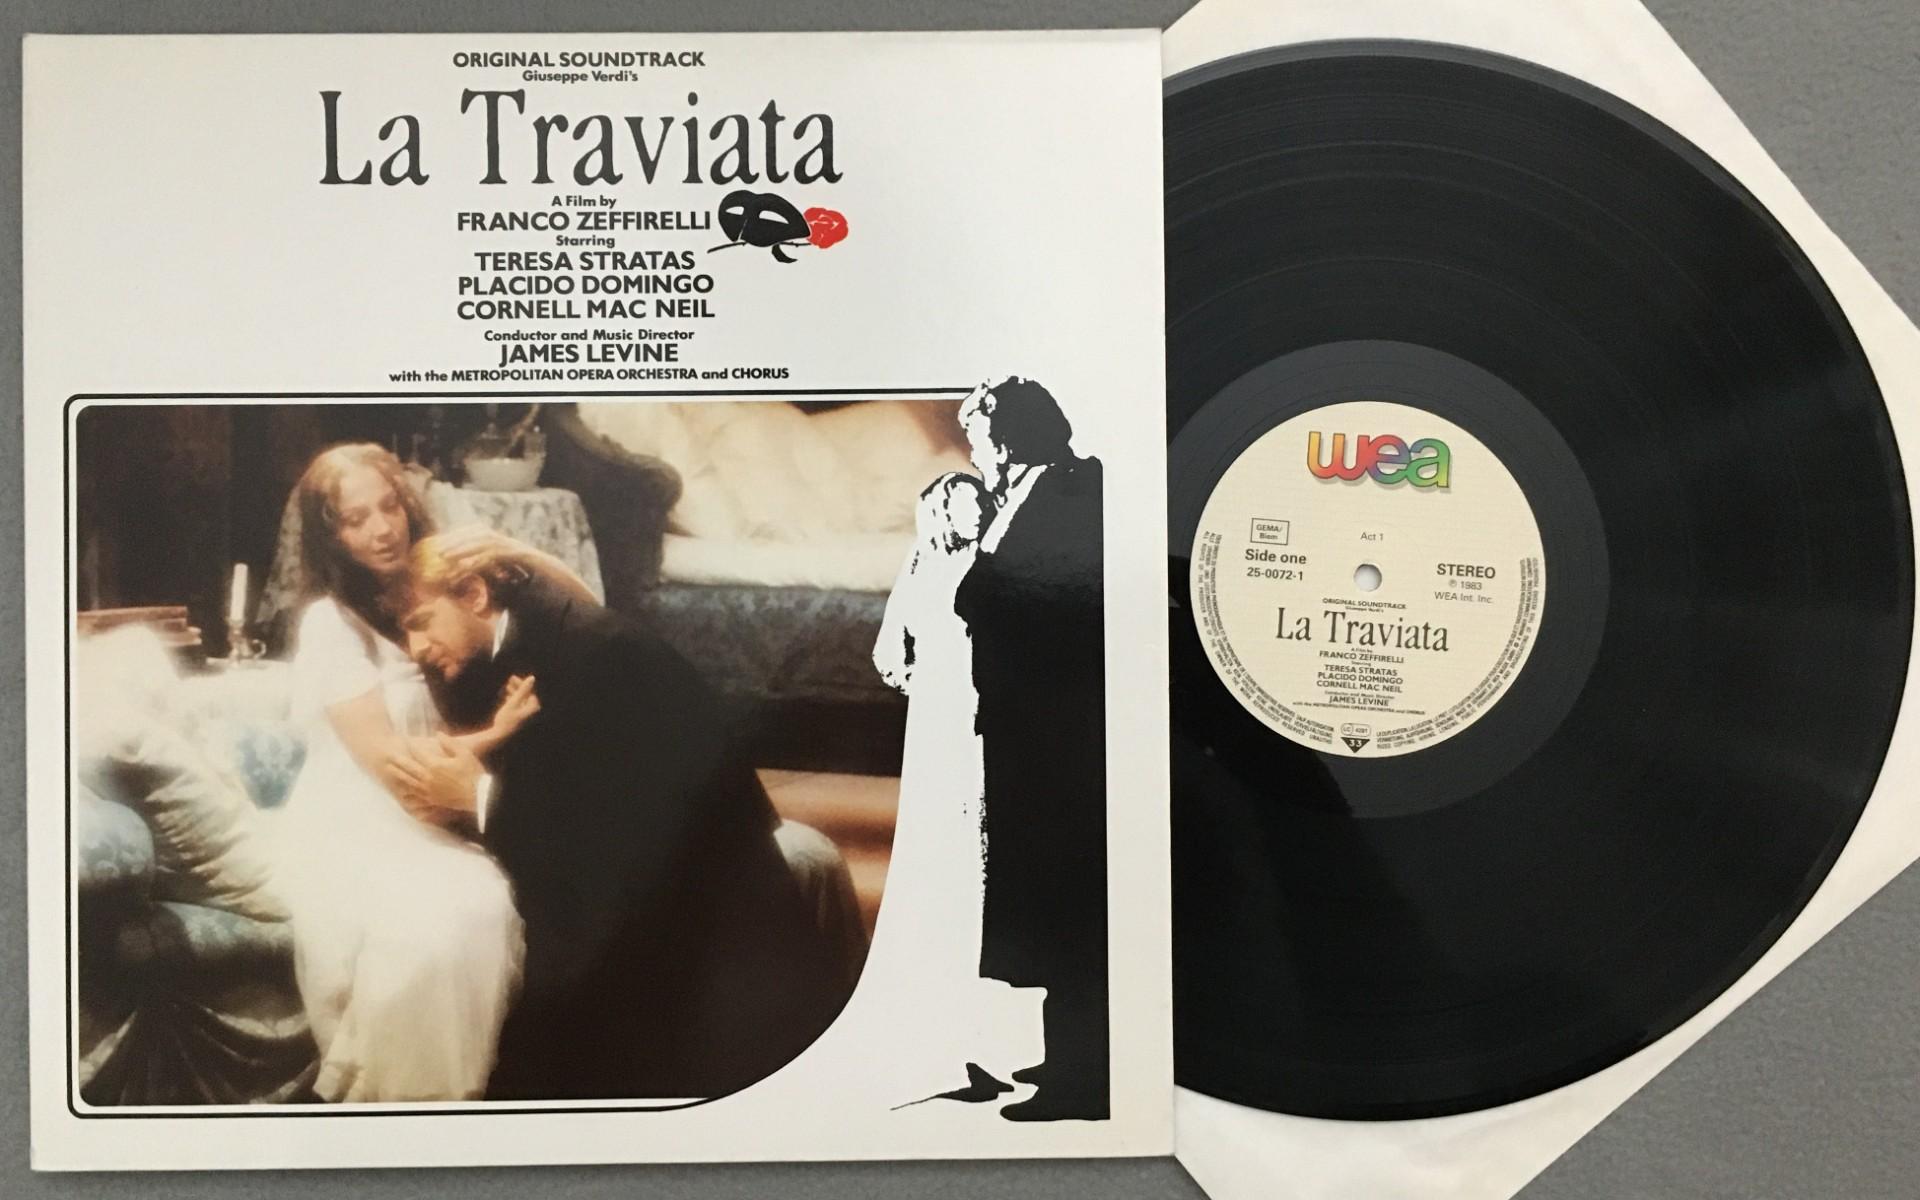 ORIGINAL SOUNDTRACK
Giuseppe Verdi's
La Traviata
A Film by
FRANCO ZEFFIRELLI
Starring
TERESA STRATAS
PLACIDO DOMINGO
CORNELL MAC NEIL
Conductor and Music Director
JAMES LEVINE
with the METROPOLITAN OPERA ORCHESTRA and CHORUS
wea
GEMA/
Biem
Act 1
Side one
25-0072-1
STEREO
℗ 1983
WEA Int. Inc.
ORIGINAL SOUNDTRACK
Giuseppe Verdi's
La Traviata
A Film by
FRANCO ZEFFIRELLI
Starring
TERESA STRATAS
PLACIDO DOMINGO
CORNELL MAC NEIL
Conductor and Music Director
JAMES LEVINE
with the METROPOLITAN OPERA ORCHESTRA and CHORUS
LC 4281
33